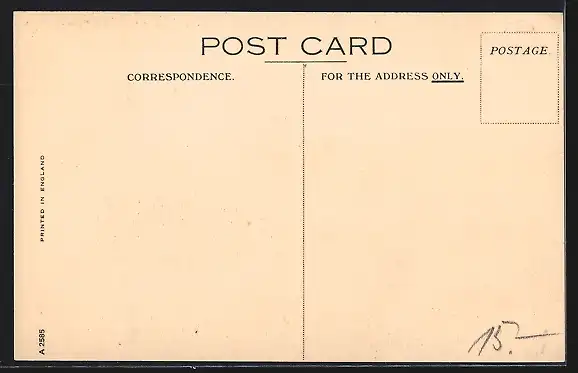 POST CARD
CORRESPONDENCE.
FOR THE ADDRESS ONLY.
POSTAGE.
PRINTED IN ENGLAND
A 2585
15.-